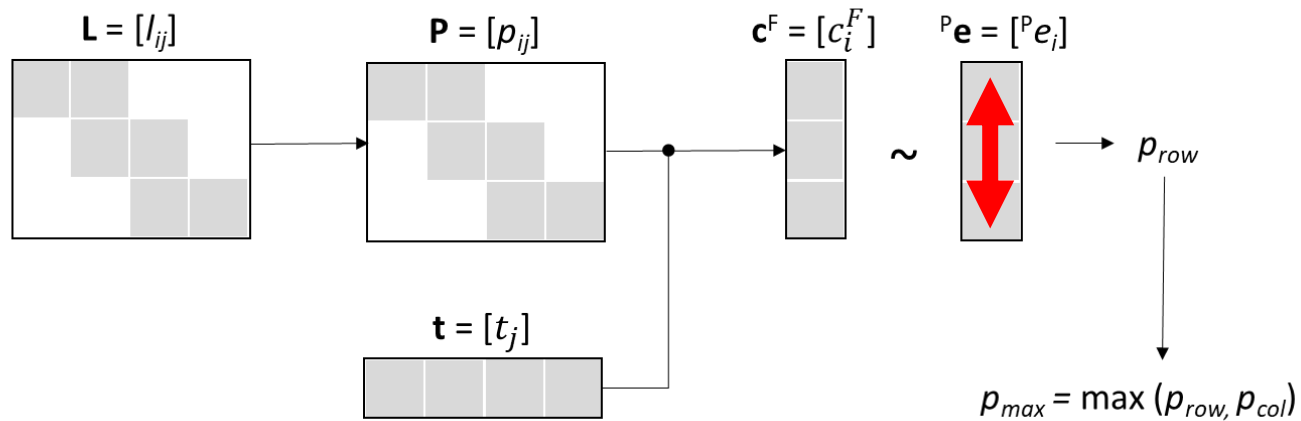 L = [l_ij]
P = [p_ij]
c^F = [c_i^F]
^Pe = [^Pe_i]
~
p_row
t = [t_j]
p_max = max (p_row, p_col)